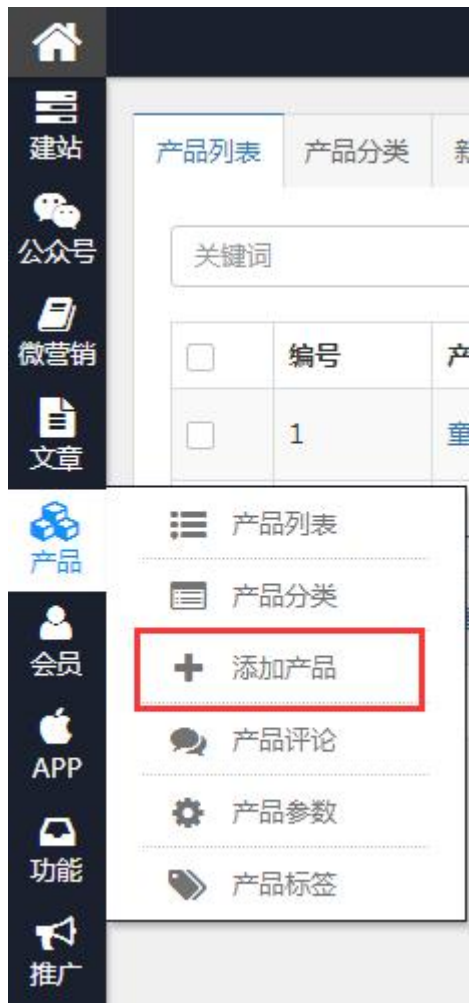 建站
公众号
微营销
文章
产品
会员
APP
功能
推广
产品列表 产品分类 新
关键词
编号 产
1 童
产品列表
产品分类
添加产品
产品评论
产品参数
产品标签